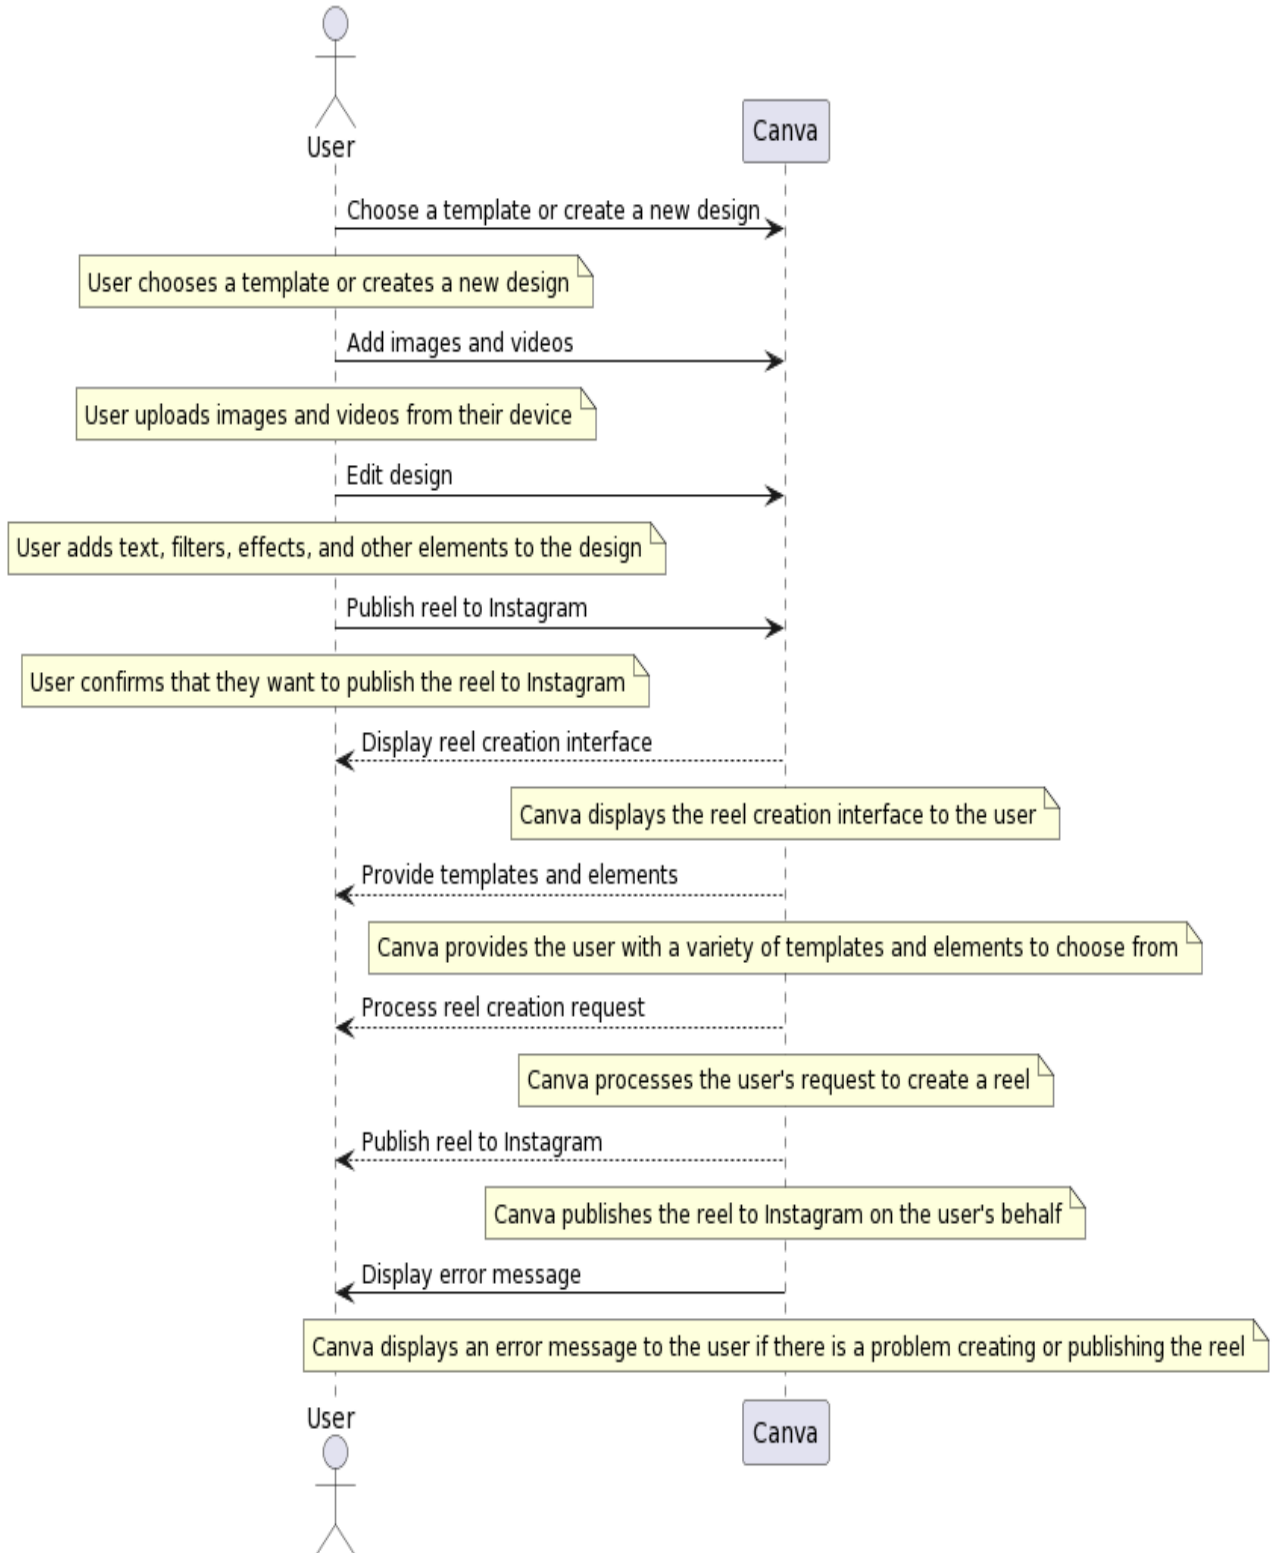 User
Canva
Choose a template or create a new design
User chooses a template or creates a new design
Add images and videos
User uploads images and videos from their device
Edit design
User adds text, filters, effects, and other elements to the design
Publish reel to Instagram
User confirms that they want to publish the reel to Instagram
Display reel creation interface
Canva displays the reel creation interface to the user
Provide templates and elements
Canva provides the user with a variety of templates and elements to choose from
Process reel creation request
Canva processes the user's request to create a reel
Publish reel to Instagram
Canva publishes the reel to Instagram on the user's behalf
Display error message
Canva displays an error message to the user if there is a problem creating or publishing the reel
User
Canva